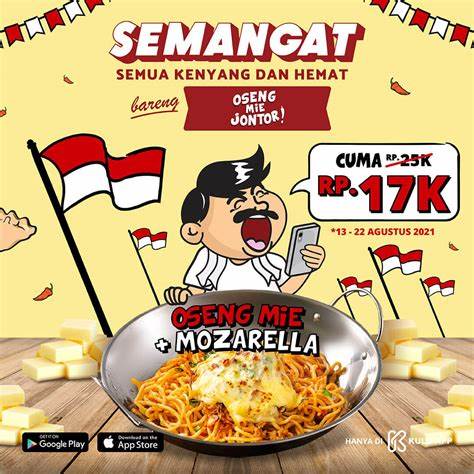 SEMANGAT
SEMUA KENYANG DAN HEMAT
bareng
OSENG
MIE
JONTOR!
CUMA RP. 25K
RP. 17K
*13 - 22 AGUSTUS 2021
OSENG MIE
+ MOZARELLA
GET IT ON
Google Play
Download on the
App Store
HANYA DI